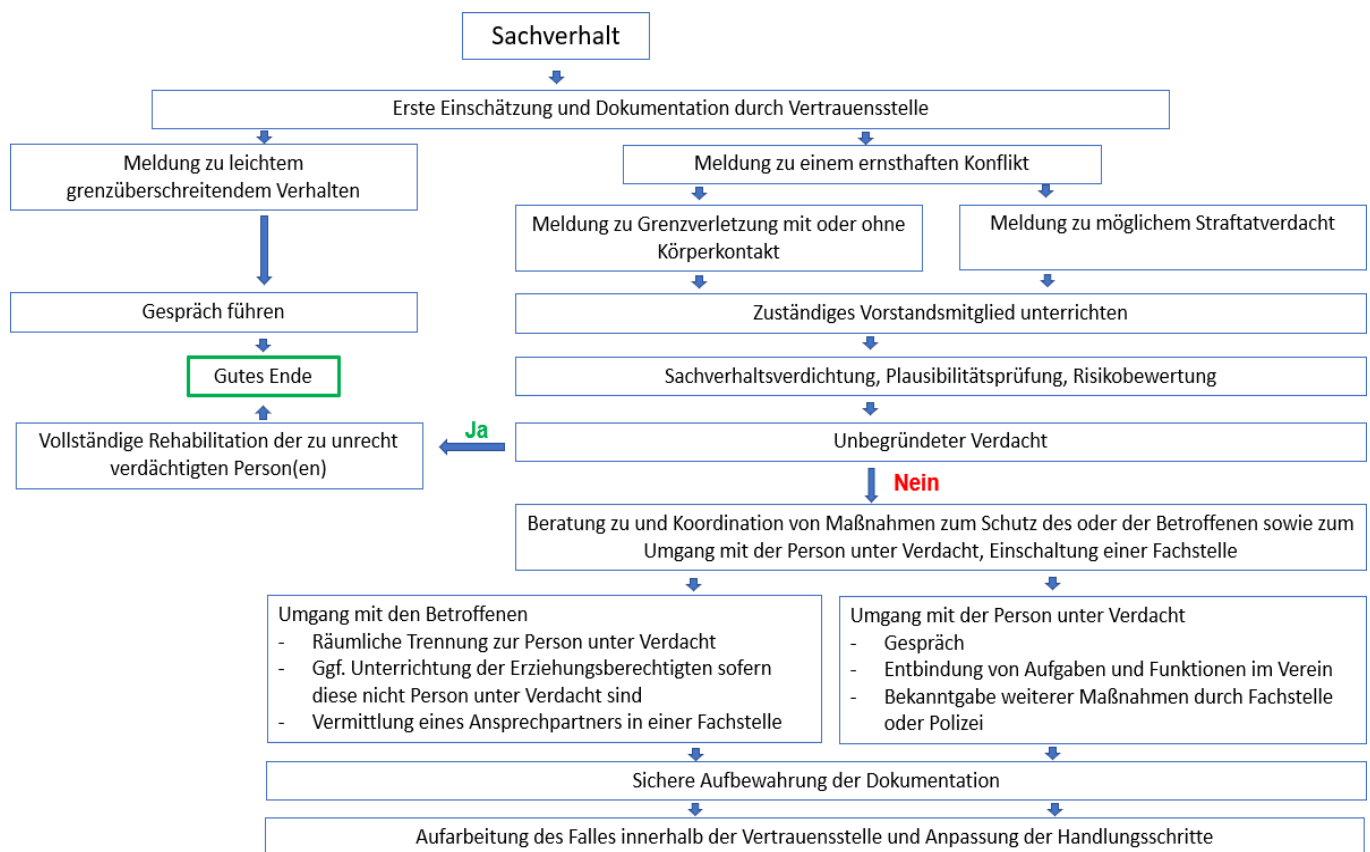 Sachverhalt
Erste Einschätzung und Dokumentation durch Vertrauensstelle
Meldung zu leichtem
grenzüberschreitendem Verhalten
Meldung zu einem ernsthaften Konflikt
Meldung zu Grenzverletzung mit oder ohne
Körperkontakt
Meldung zu möglichem Straftatverdacht
Gespräch führen
Zuständiges Vorstandsmitglied unterrichten
Gutes Ende
Sachverhaltsverdichtung, Plausibilitätsprüfung, Risikobewertung
Vollständige Rehabilitation der zu unrecht
verdächtigten Person(en)
Ja
Unbegründeter Verdacht
Nein
Beratung zu und Koordination von Maßnahmen zum Schutz des oder der Betroffenen sowie zum
Umgang mit der Person unter Verdacht, Einschaltung einer Fachstelle
Umgang mit den Betroffenen
- Räumliche Trennung zur Person unter Verdacht
- Ggf. Unterrichtung der Erziehungsberechtigten sofern
diese nicht Person unter Verdacht sind
- Vermittlung eines Ansprechpartners in einer Fachstelle
Umgang mit der Person unter Verdacht
- Gespräch
- Entbindung von Aufgaben und Funktionen im Verein
- Bekanntgabe weiterer Maßnahmen durch Fachstelle
oder Polizei
Sichere Aufbewahrung der Dokumentation
Aufarbeitung des Falles innerhalb der Vertrauensstelle und Anpassung der Handlungsschritte